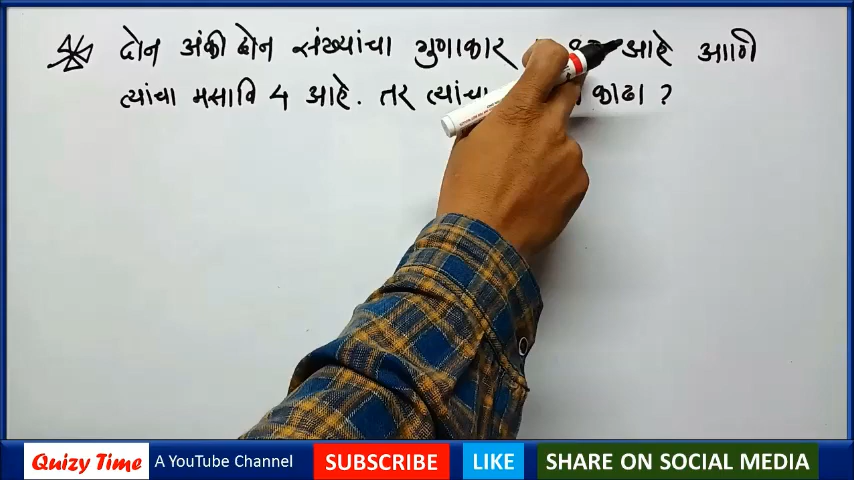 दोन अंकी दोन संख्यांचा गुणाकार आहे आणि
त्यांचा मसावि 4 आहे. तर त्यांचा काढा ?
Quizy Time A YouTube Channel SUBSCRIBE LIKE SHARE ON SOCIAL MEDIA